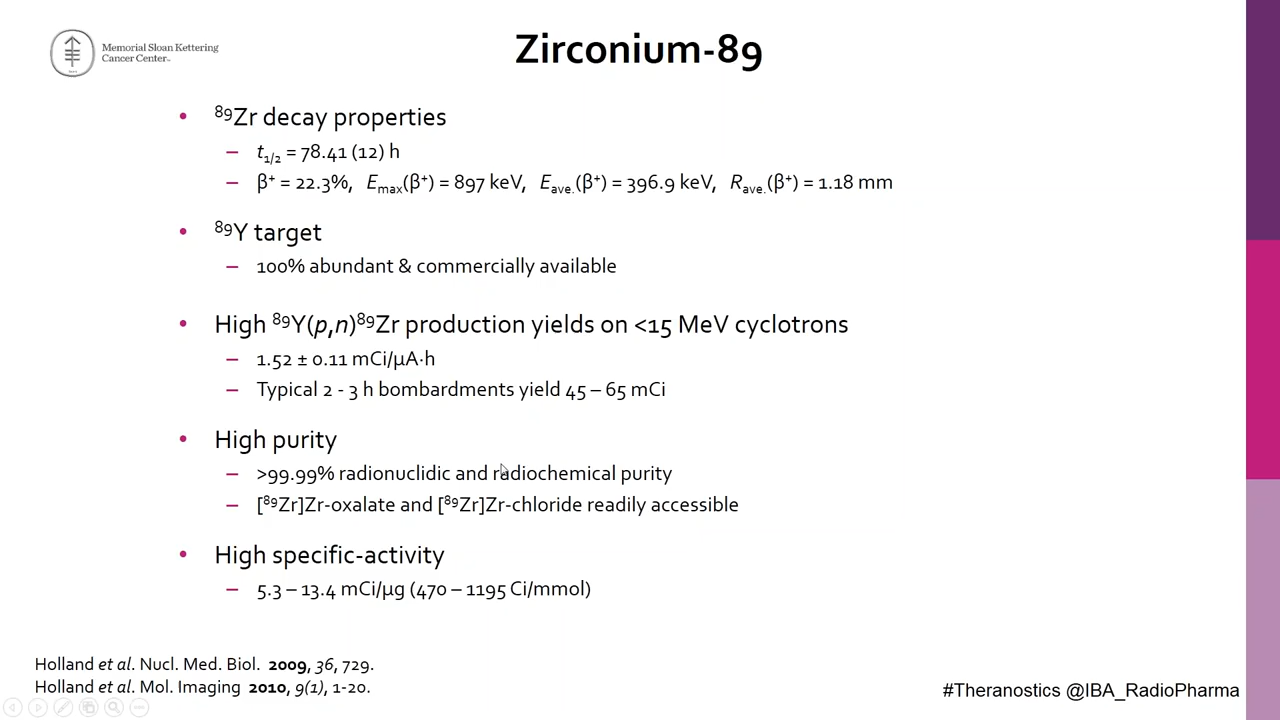 Memorial Sloan Kettering
Cancer Center™
Zirconium-89
• ⁸⁹Zr decay properties
– t₁/₂ = 78.41 (12) h
– β⁺ = 22.3%, Eₘₐₓ(β⁺) = 897 keV, Eₐᵥₑ.(β⁺) = 396.9 keV, Rₐᵥₑ.(β⁺) = 1.18 mm
• ⁸⁹Y target
– 100% abundant & commercially available
• High ⁸⁹Y(p,n)⁸⁹Zr production yields on <15 MeV cyclotrons
– 1.52 ± 0.11 mCi/μA·h
– Typical 2 - 3 h bombardments yield 45 – 65 mCi
• High purity
– >99.99% radionuclidic and radiochemical purity
– [⁸⁹Zr]Zr-oxalate and [⁸⁹Zr]Zr-chloride readily accessible
• High specific-activity
– 5.3 – 13.4 mCi/μg (470 – 1195 Ci/mmol)
Holland et al. Nucl. Med. Biol. 2009, 36, 729.
Holland et al. Mol. Imaging 2010, 9(1), 1-20.
#Theranostics @IBA_RadioPharma